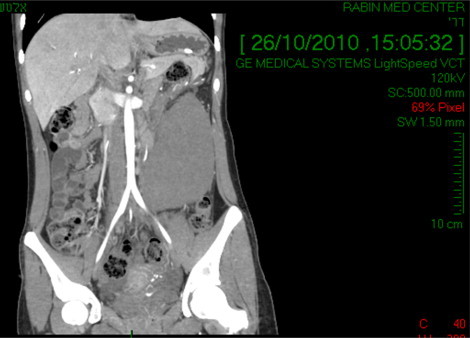 RABIN MED CENTER
[ 26/10/2010 ,15:05:32 ]
GE MEDICAL SYSTEMS LightSpeed VCT
120kV
SC:500.00 mm
69% Pixel
SW 1.50 mm
10 cm
C 40